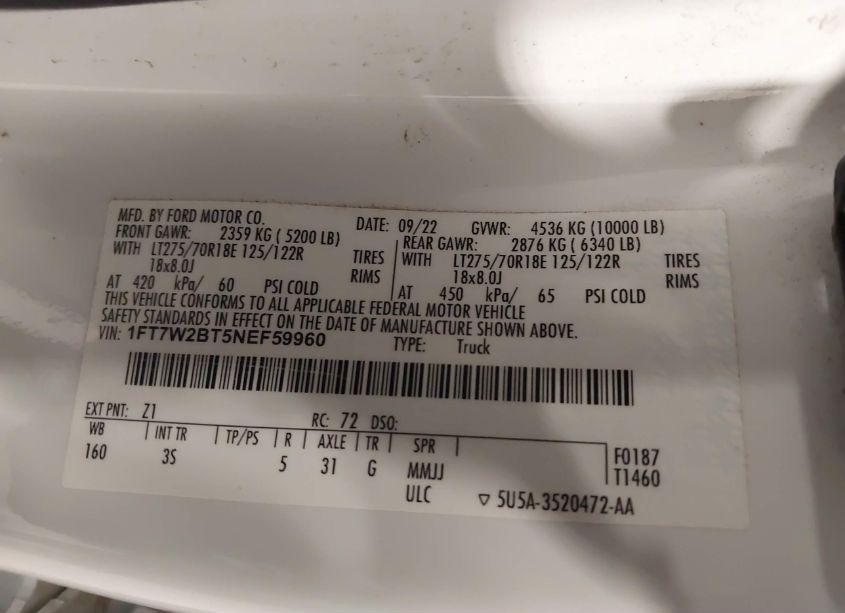 MFD. BY FORD MOTOR CO.
DATE: 09/22 GVWR: 4536 KG (10000 LB)
FRONT GAWR: 2359 KG ( 5200 LB)
WITH LT275/70R18E 125/122R TIRES
18x8.0J RIMS
AT 420 kPa/ 60 PSI COLD
REAR GAWR: 2876 KG ( 6340 LB)
WITH LT275/70R18E 125/122R TIRES
18x8.0J RIMS
AT 450 kPa/ 65 PSI COLD
THIS VEHICLE CONFORMS TO ALL APPLICABLE FEDERAL MOTOR VEHICLE
SAFETY STANDARDS IN EFFECT ON THE DATE OF MANUFACTURE SHOWN ABOVE.
VIN: 1FT7W2BT5NEF59960 TYPE: Truck
EXT PNT: Z1 RC: 72 DSO:
WB INT TR TP/PS R AXLE TR SPR
160 3S 5 31 G MMJJ
ULC
F0187
T1460
5U5A-3520472-AA